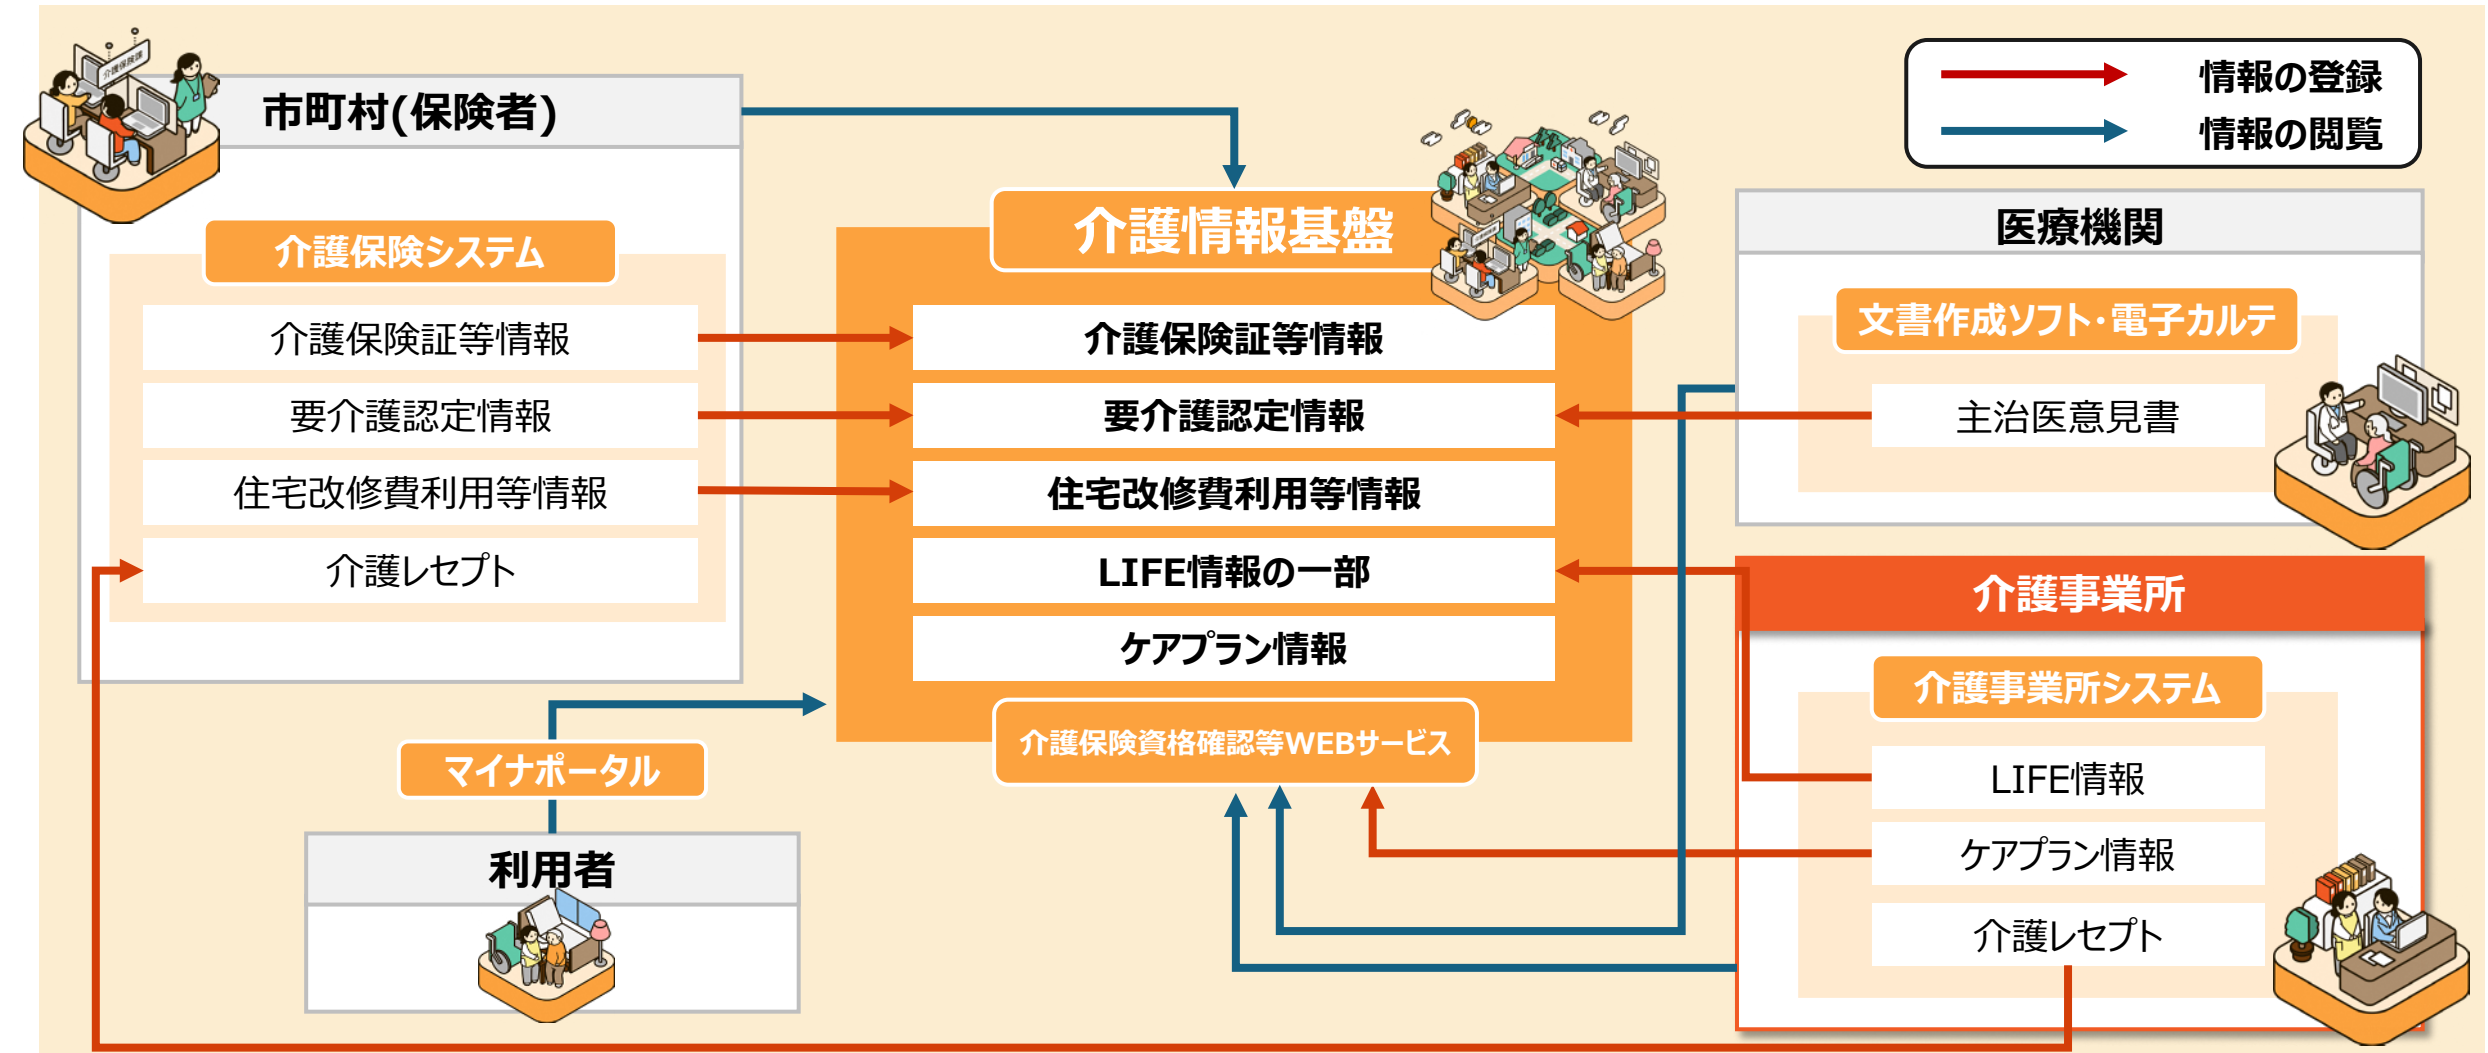 情報の登録
情報の閲覧
介護保険課
市町村(保険者)
介護保険システム
介護保険証等情報
要介護認定情報
住宅改修費利用等情報
介護レセプト
マイナポータル
利用者
介護情報基盤
介護保険証等情報
要介護認定情報
住宅改修費利用等情報
LIFE情報の一部
ケアプラン情報
介護保険資格確認等WEBサービス
医療機関
文書作成ソフト・電子カルテ
主治医意見書
介護事業所
介護事業所システム
LIFE情報
ケアプラン情報
介護レセプト